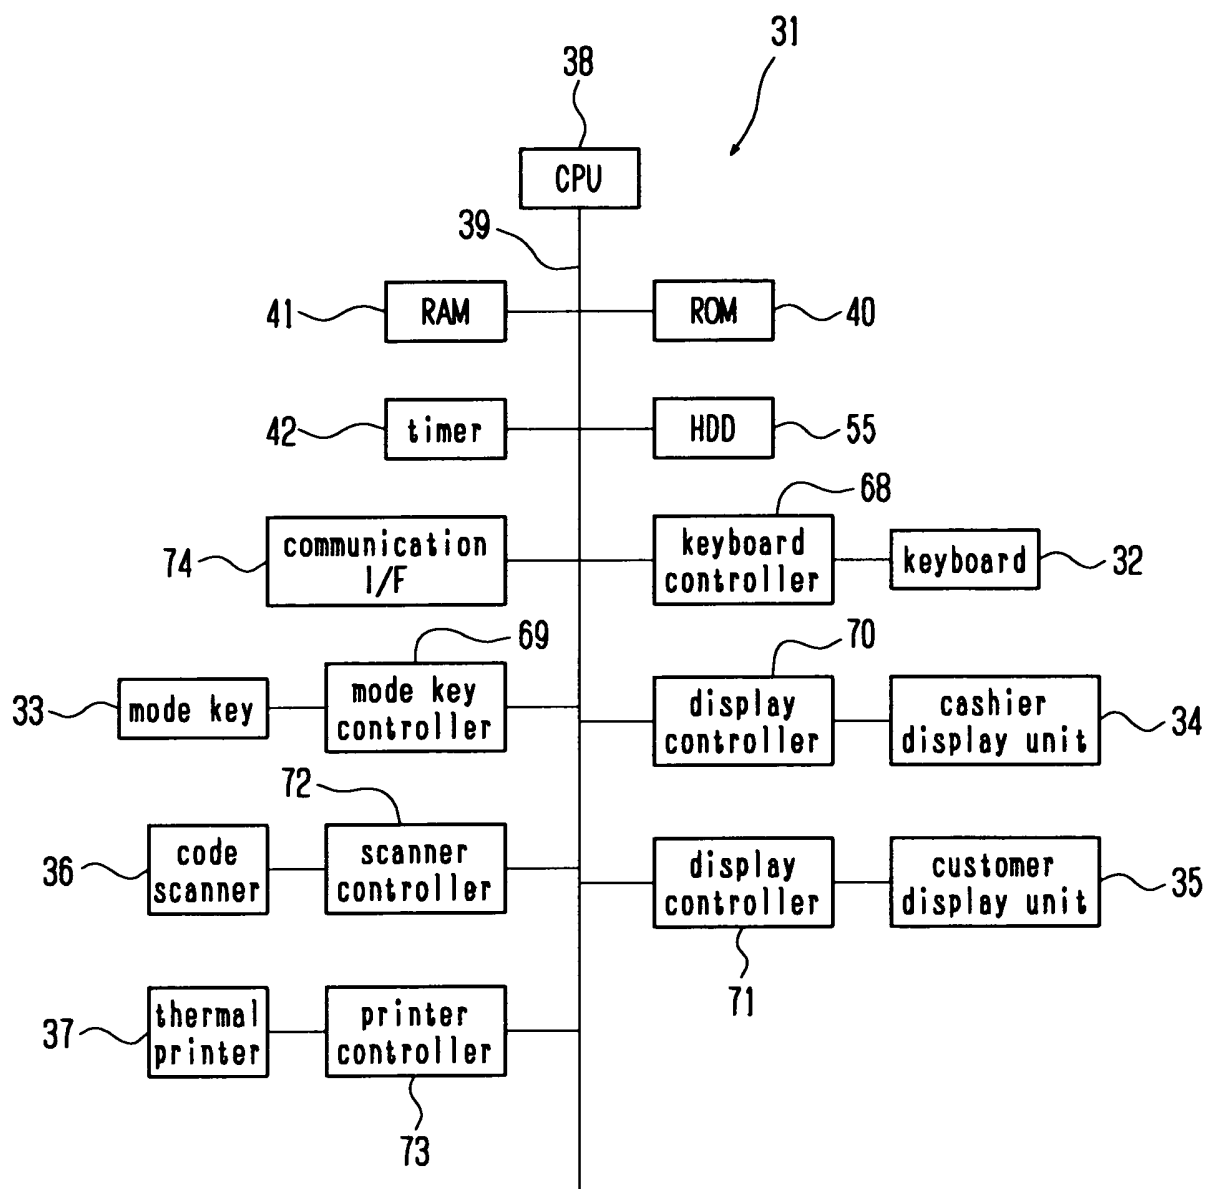 31
38
CPU
39
41
RAM
ROM
40
42
timer
HDD
55
68
74
communication
I/F
keyboard
controller
keyboard
32
69
70
33
mode key
mode key
controller
display
controller
cashier
display unit
34
72
36
code
scanner
scanner
controller
display
controller
customer
display unit
35
71
37
thermal
printer
printer
controller
73